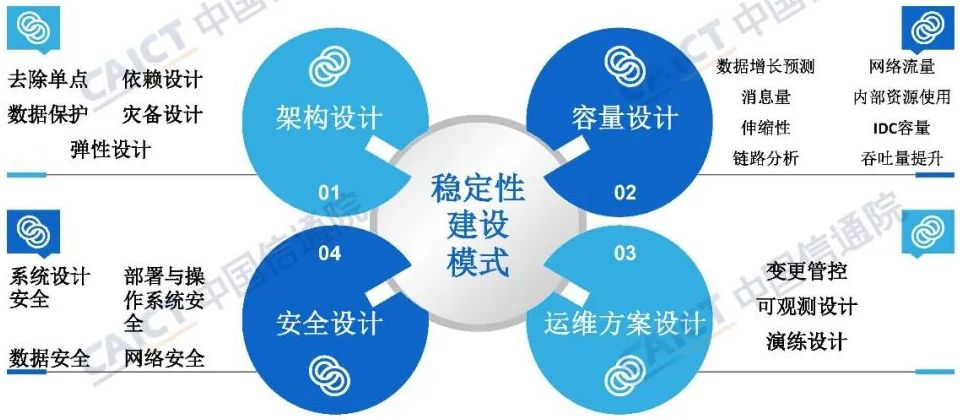 去除单点 依赖设计
数据保护 灾备设计
弹性设计
架构设计
01
容量设计
02
数据增长预测 网络流量
消息量 内部资源使用
伸缩性 IDC容量
链路分析 吞吐量提升
稳定性
建设
模式
04
安全设计
系统设计
安全
部署与操
作系统安
全
数据安全 网络安全
03
运维方案设计
变更管控
可观测设计
演练设计
CAICT 中国信通院
CAICT 中国信通院
CAICT 中国信通院
CAICT 中国信通院